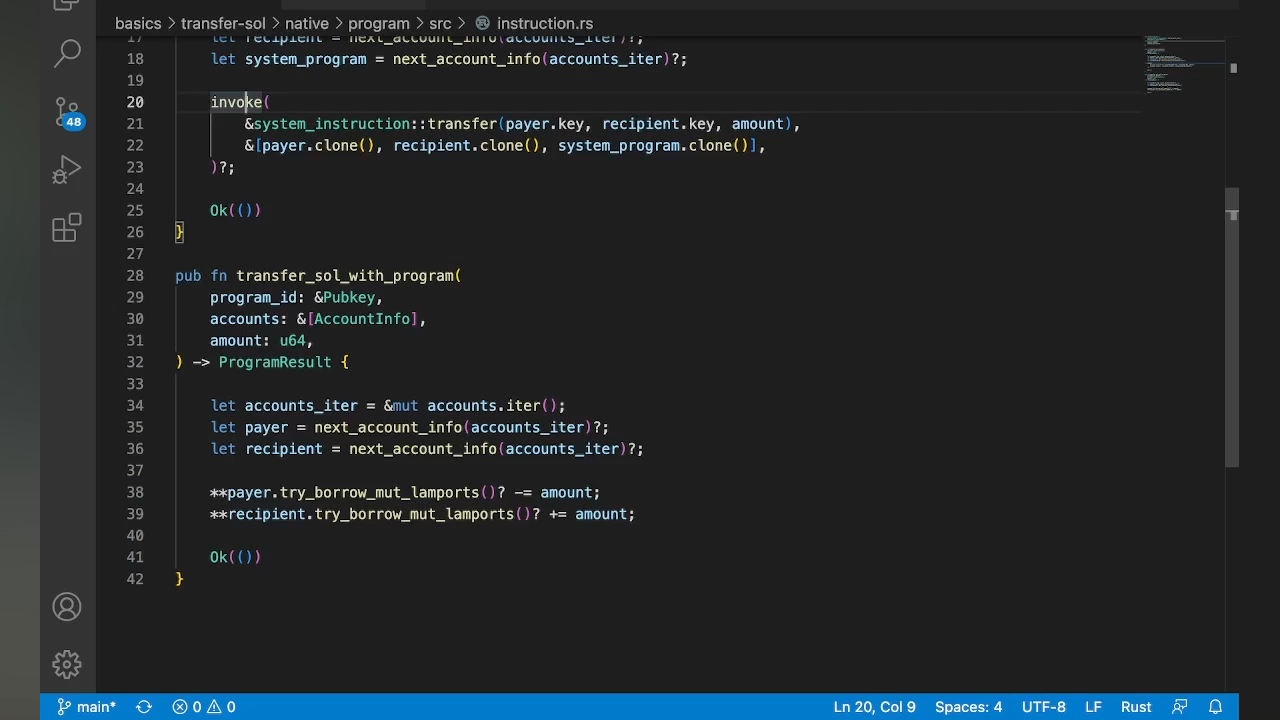 basics > transfer-sol > native > program > src > instruction.rs
17 let recipient = next_account_info(accounts_iter)?;
18 let system_program = next_account_info(accounts_iter)?;
19
20 invoke(
21 &system_instruction::transfer(payer.key, recipient.key, amount),
22 &[payer.clone(), recipient.clone(), system_program.clone()],
23 )?;
24
25 Ok(())
26 }
27
28 pub fn transfer_sol_with_program(
29 program_id: &Pubkey,
30 accounts: &[AccountInfo],
31 amount: u64,
32 ) -> ProgramResult {
33
34 let accounts_iter = &mut accounts.iter();
35 let payer = next_account_info(accounts_iter)?;
36 let recipient = next_account_info(accounts_iter)?;
37
38 **payer.try_borrow_mut_lamports()? -= amount;
39 **recipient.try_borrow_mut_lamports()? += amount;
40
41 Ok(())
42 }
48
main* 0 0 Ln 20, Col 9 Spaces: 4 UTF-8 LF Rust